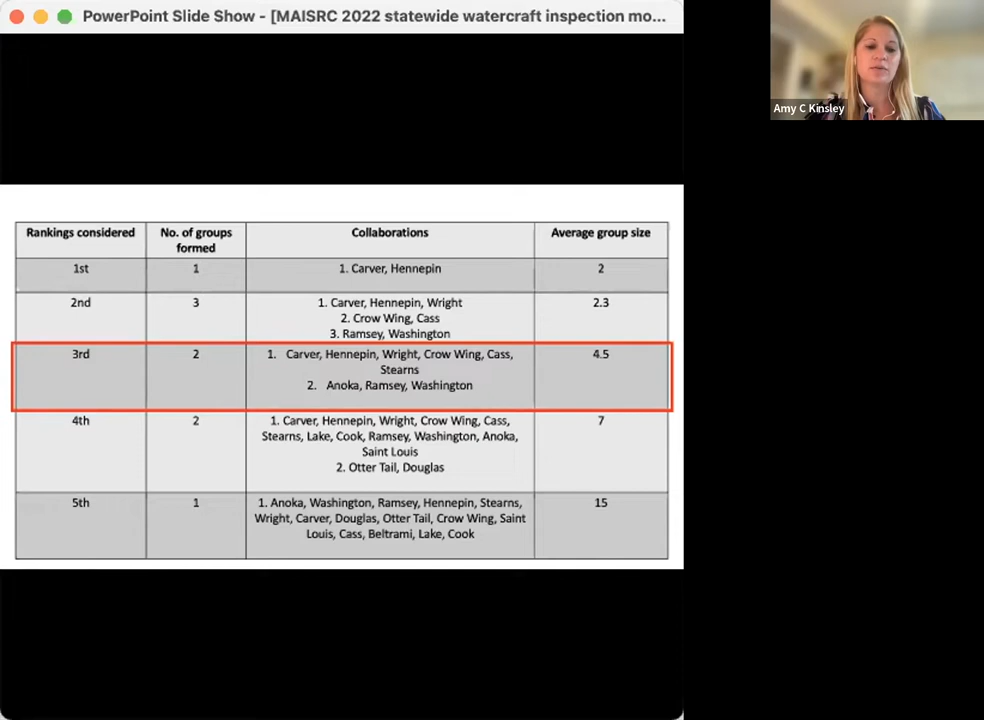 PowerPoint Slide Show - [MAISRC 2022 statewide watercraft inspection mo...
Amy C Kinsley
Rankings considered
No. of groups
formed
Collaborations
Average group size
1st
1
1. Carver, Hennepin
2
2nd
3
1. Carver, Hennepin, Wright
2. Crow Wing, Cass
3. Ramsey, Washington
2.3
3rd
2
1. Carver, Hennepin, Wright, Crow Wing, Cass,
Stearns
2. Anoka, Ramsey, Washington
4.5
4th
2
1. Carver, Hennepin, Wright, Crow Wing, Cass,
Stearns, Lake, Cook, Ramsey, Washington, Anoka,
Saint Louis
2. Otter Tail, Douglas
7
5th
1
1. Anoka, Washington, Ramsey, Hennepin, Stearns,
Wright, Carver, Douglas, Otter Tail, Crow Wing, Saint
Louis, Cass, Beltrami, Lake, Cook
15